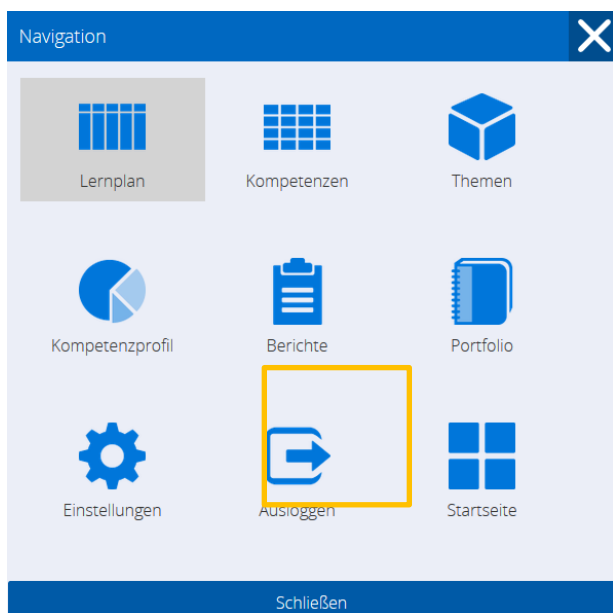 Navigation
Lernplan Kompetenzen Themen
Kompetenzprofil Berichte Portfolio
Einstellungen Ausloggen Startseite
Schließen